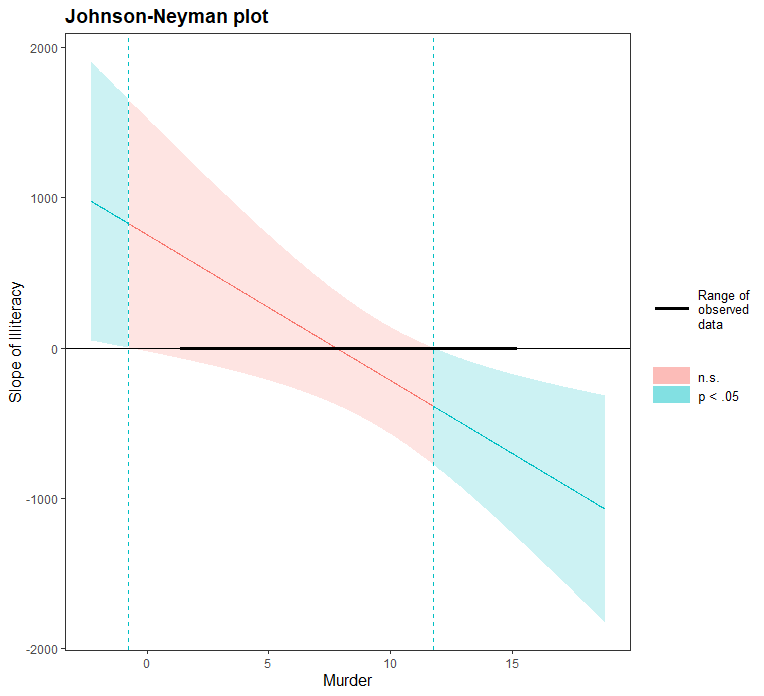 Johnson-Neyman plot
2000
1000
0
-1000
-2000
Slope of Illiteracy
0
5
10
15
Murder
Range of
observed
data
n.s.
p < .05